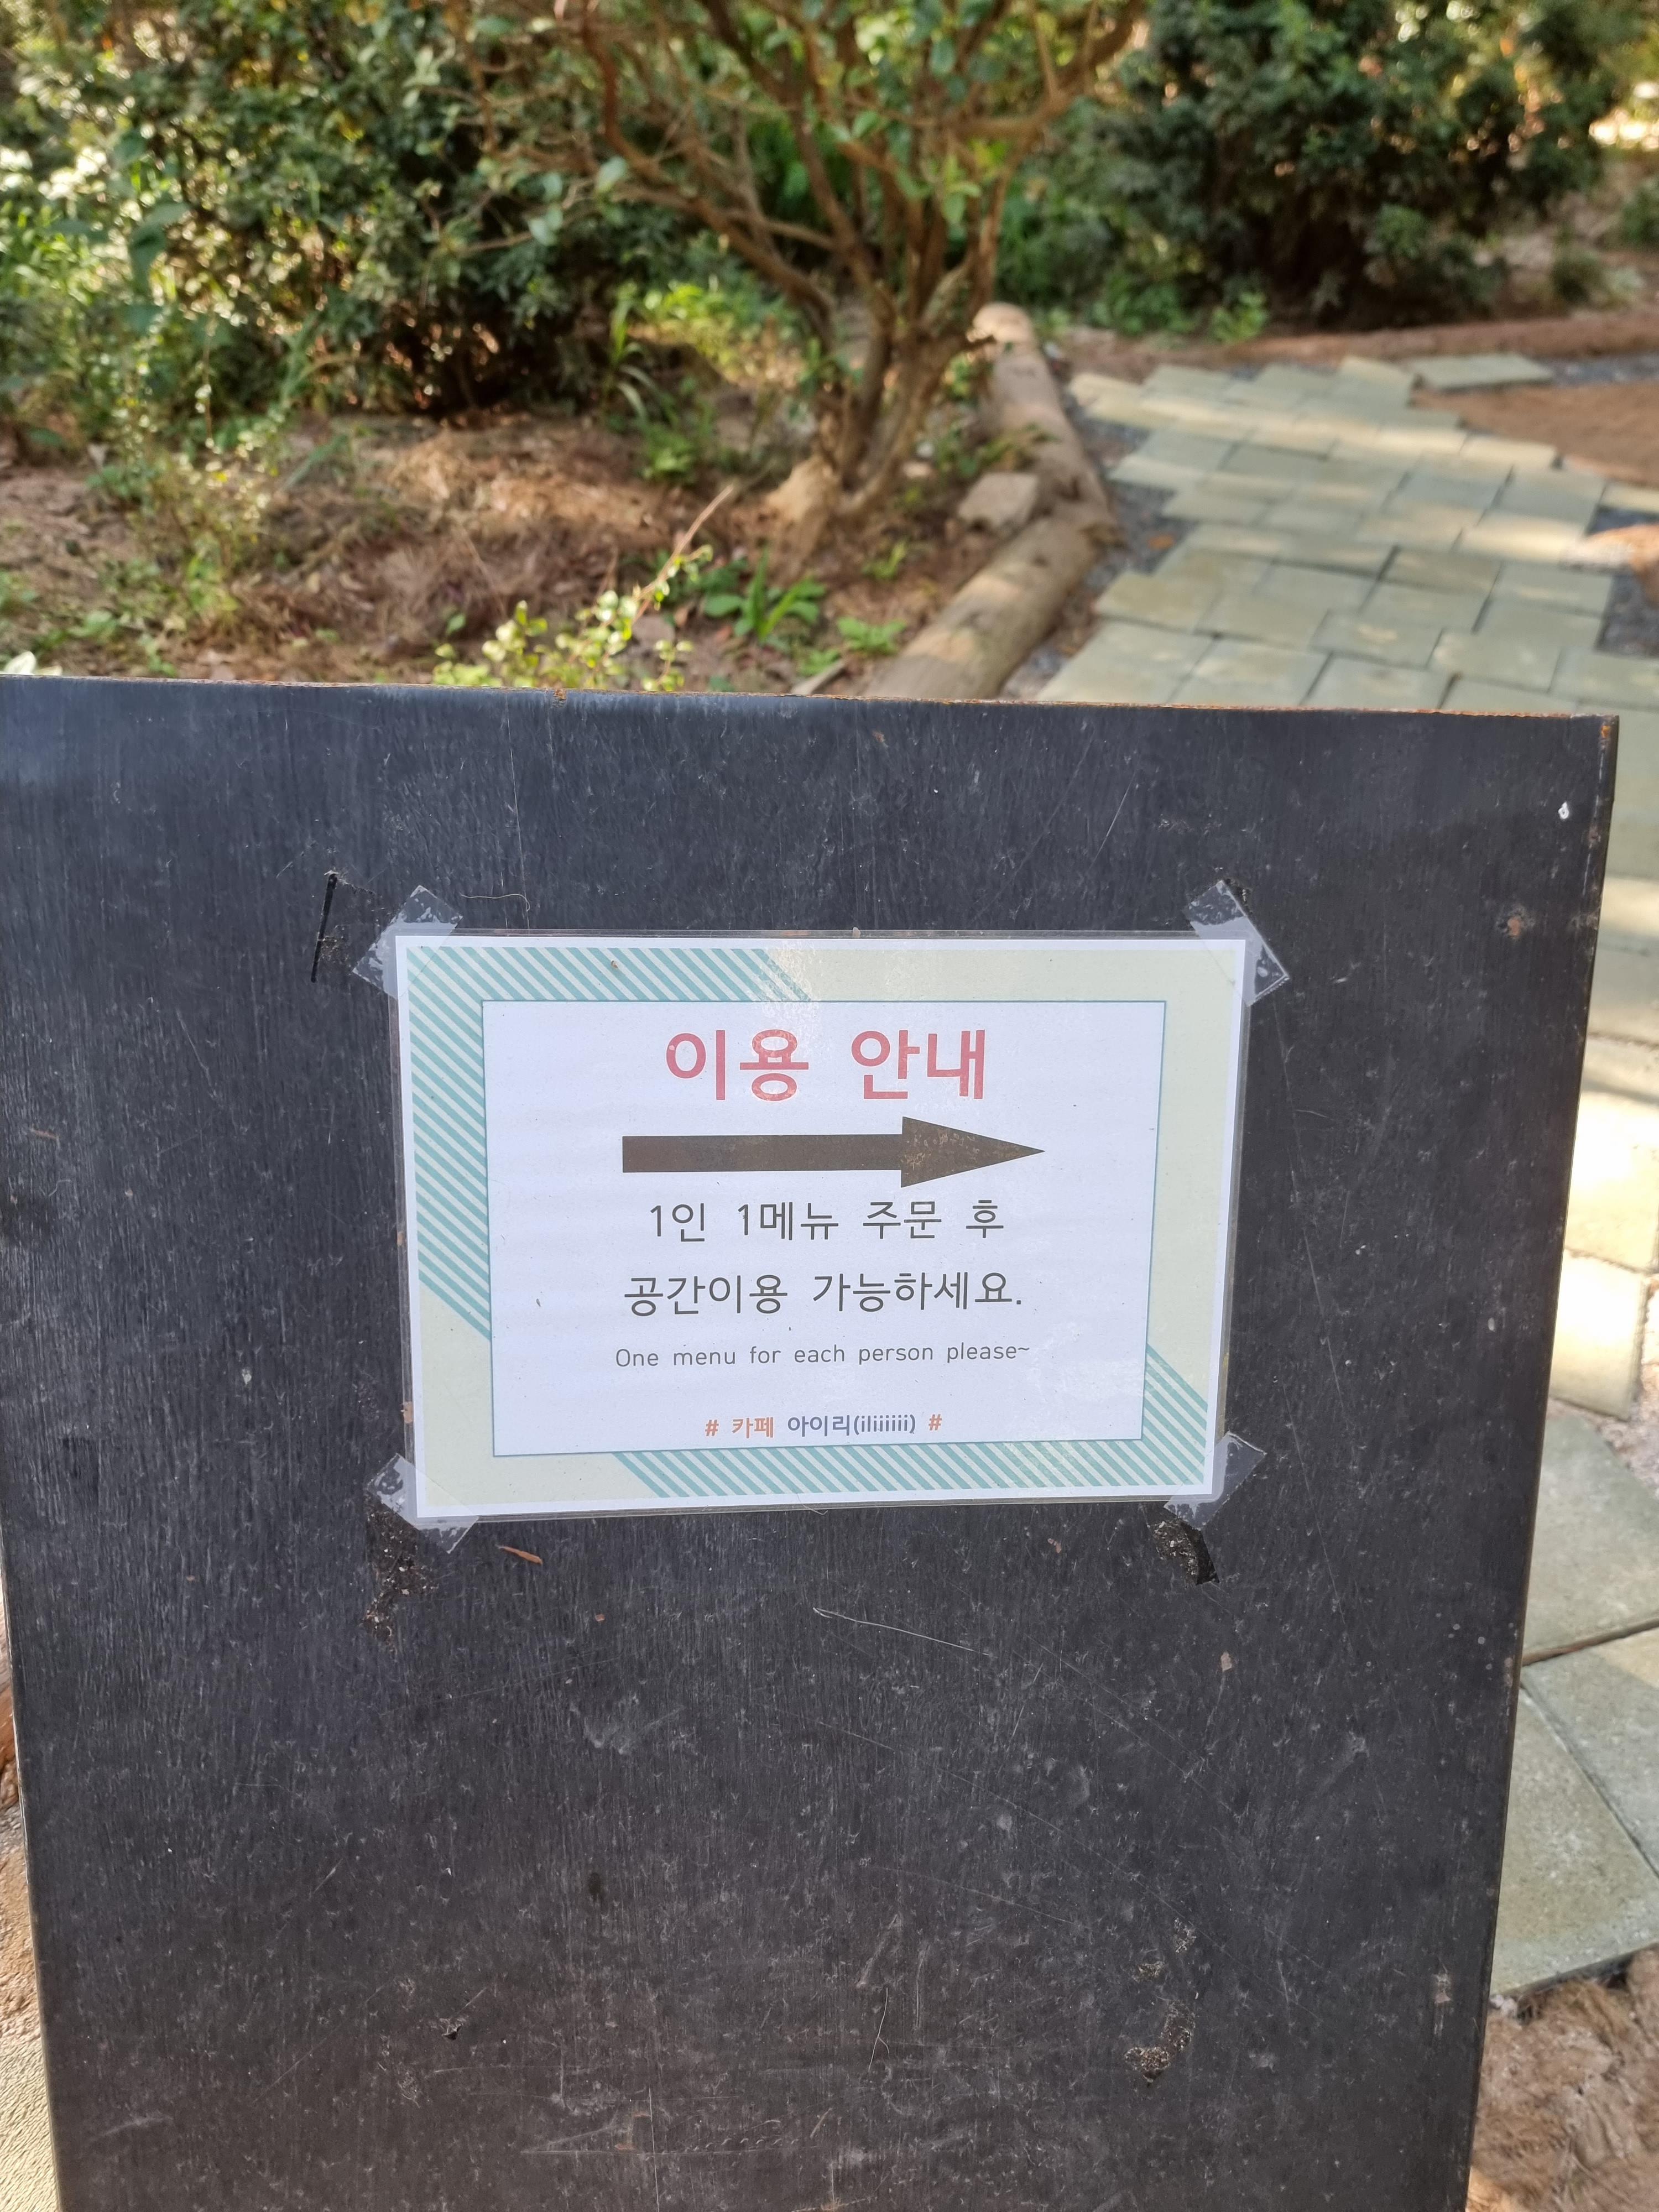 이용 안내
1인 1메뉴 주문 후
공간이용 가능하세요.
One menu for each person please~
# 카페 아이리(iliiiiii) #